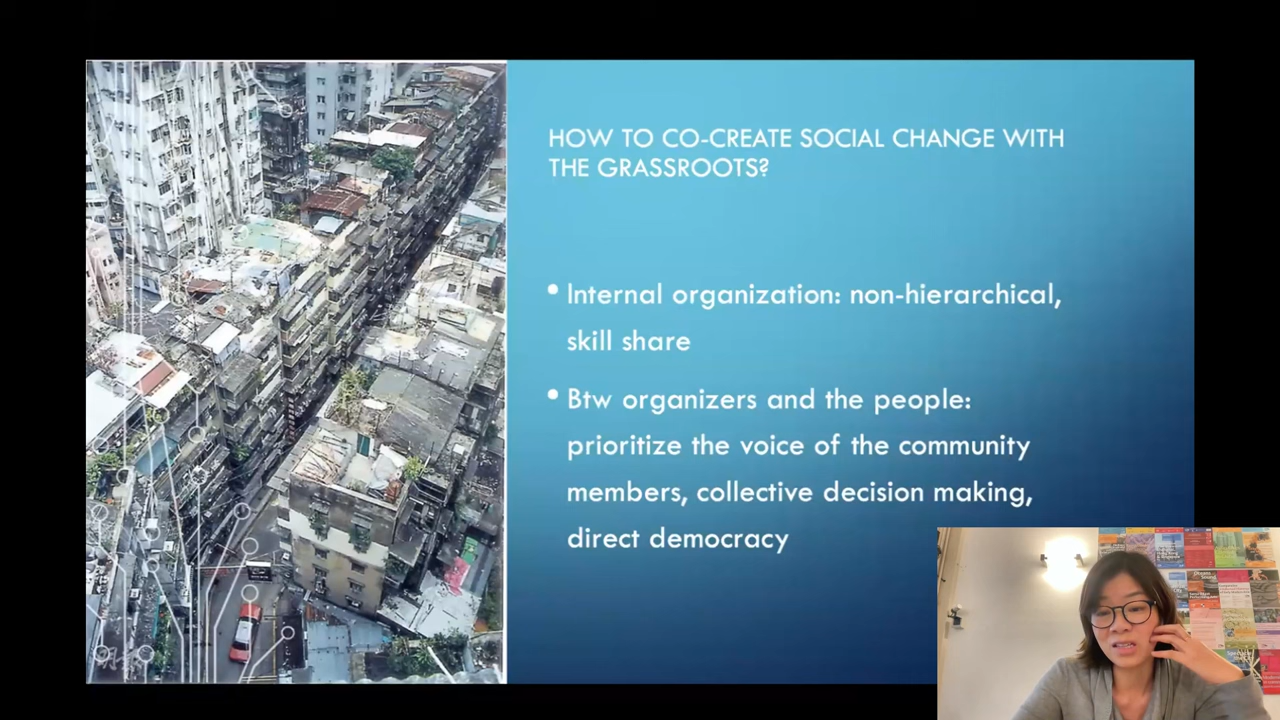 HOW TO CO-CREATE SOCIAL CHANGE WITH
THE GRASSROOTS?
• Internal organization: non-hierarchical,
skill share
• Btw organizers and the people:
prioritize the voice of the community
members, collective decision making,
direct democracy